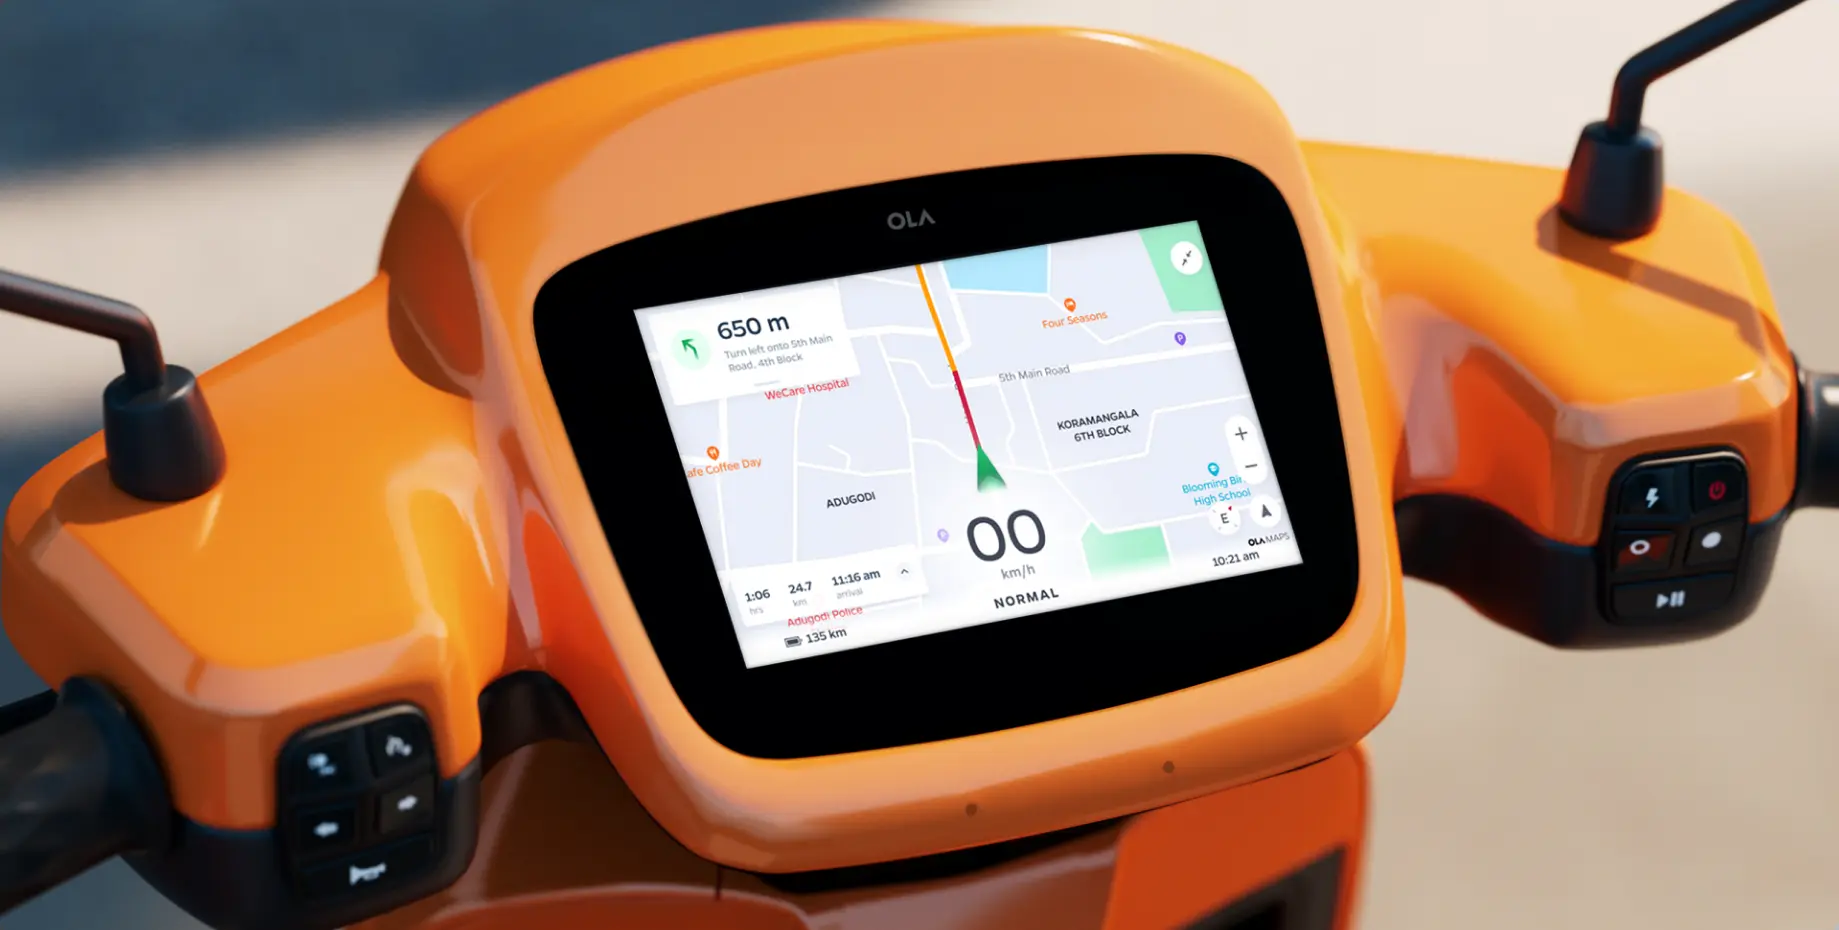 OLA
650 m
Turn left onto 5th Main
Road, 4th Block
WeCare Hospital
Four Seasons
P
5th Main Road
KORAMANGALA
6TH BLOCK
afe Coffee Day
ADUGODI
+
−
Blooming Bi
High School
E
00
km/h
NORMAL
1:06
hrs
24.7
km
11:16 am
arrival
Adugodi Police
135 km
OLA MAPS
10:21 am